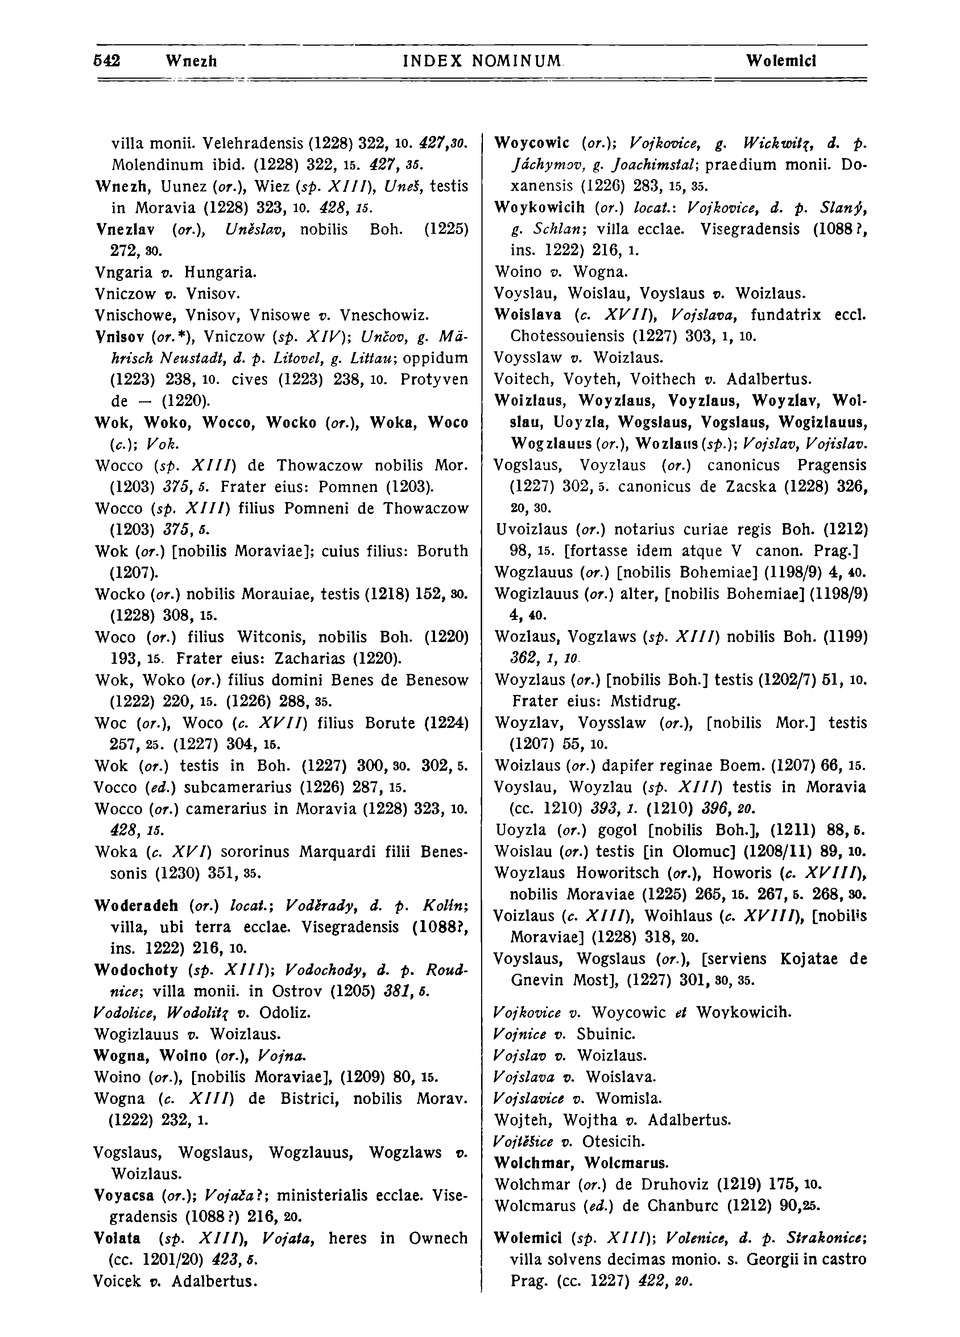 542 Wnezh INDEX NOMINUM Wolemici
villa monii. Velehradensis (1228) 322, 10. 427,30.
Molendinum ibid. (1228) 322, 15. 427, 35.
Wnezh, Uunez (or.), Wiez (sp. XIII), Uneš, testis
in Moravia (1228) 323, 10. 428, 15.
Vnezlav (or.), Uněslav, nobilis Boh. (1225)
272, 30.
Vngaria v. Hungaria.
Vniczow v. Vnisov.
Vnischowe, Vnisov, Vnisowe v. Vneschowiz.
Vnisov (or.*), Vniczow (sp. XIV); Unčov, g. Mä-
hrisch Neustadt, d. p. Litovel, g. Littau; oppidum
(1223) 238, 10. cives (1223) 238, 10. Protyven
de — (1220).
Wok, Woko, Wocco, Wocko (or.), Woka, Woco
(c.); Vok.
Wocco (sp. XIII) de Thowaczow nobilis Mor.
(1203) 375, 5. Frater eius: Pomnen (1203).
Wocco (sp. XIII) filius Pomneni de Thowaczow
(1203) 375, 5.
Wok (or.) [nobilis Moraviae]; cuius filius: Boruth
(1207).
Wocko (or.) nobilis Morauiae, testis (1218) 152, 30.
(1228) 308, 15.
Woco (or.) filius Witconis, nobilis Boh. (1220)
193, 15. Frater eius: Zacharias (1220).
Wok, Woko (or.) filius domini Benes de Benesow
(1222) 220, 15. (1226) 288, 35.
Woc (or.), Woco (c. XVII) filius Borute (1224)
257, 25. (1227) 304, 15.
Wok (or.) testis in Boh. (1227) 300, 30. 302, 5.
Vocco (ed.) subcamerarius (1226) 287, 15.
Wocco (or.) camerarius in Moravia (1228) 323, 10.
428, 15.
Woka (c. XVI) sororinus Marquardi filii Benes-
sonis (1230) 351, 35.
Woderadeh (or.) locat.; Voděrady, d. p. Kolín;
villa, ubi terra ecclae. Visegradensis (1088?,
ins. 1222) 216, 10.
Wodochoty (sp. XIII); Vodochody, d. p. Roud-
nice; villa monii. in Ostrov (1205) 381, 5.
Vodolice, Wodolitz v. Odoliz.
Wogizlauus v. Woizlaus.
Wogna, Woino (or.), Vojna.
Woino (or.), [nobilis Moraviae], (1209) 80, 15.
Wogna (c. XIII) de Bistrici, nobilis Morav.
(1222) 232, 1.
Vogslaus, Wogslaus, Wogzlauus, Wogzlaws v.
Woizlaus.
Voyacsa (or.); Vojača?; ministerialis ecclae. Vise-
gradensis (1088?) 216, 20.
Voiata (sp. XIII), Vojata, heres in Ownech
(cc. 1201/20) 423, 5.
Voicek v. Adalbertus.
Woycowic (or.); Vojkovice, g. Wickwitz, d. p.
Jáchymov, g. Joachimstal; praedium monii. Do-
xanensis (1226) 283, 15, 35.
Woykowicih (or.) locat.: Vojkovice, d. p. Slaný,
g. Schlan; villa ecclae. Visegradensis (1088?,
ins. 1222) 216, 1.
Woino v. Wogna.
Voyslau, Woislau, Voyslaus v. Woizlaus.
Woislava (c. XVII), Vojslava, fundatrix eccl.
Chotessouiensis (1227) 303, 1, 10.
Voysslaw v. Woizlaus.
Voitech, Voyteh, Voithech v. Adalbertus.
Woizlaus, Woyzlaus, Voyzlaus, Woyzlav, Woi-
slau, Uoyzla, Wogslaus, Vogslaus, Wogizlauus,
Wogzlauus (or.), Wozlaus (sp.); Vojslav, Vojislav.
Vogslaus, Voyzlaus (or.) canonicus Pragensis
(1227) 302, 5. canonicus de Zacska (1228) 326,
20, 30.
Uvoizlaus (or.) notarius curiae regis Boh. (1212)
98, 15. [fortasse idem atque V canon. Prag.]
Wogzlauus (or.) [nobilis Bohemiae] (1198/9) 4, 40.
Wogizlauus (or.) alter, [nobilis Bohemiae] (1198/9)
4, 40.
Wozlaus, Vogzlaws (sp. XIII) nobilis Boh. (1199)
362, 1, 10.
Woyzlaus (or.) [nobilis Boh.] testis (1202/7) 51, 10.
Frater eius: Mstidrug.
Woyzlav, Voysslaw (or.), [nobilis Mor.] testis
(1207) 55, 10.
Woizlaus (or.) dapifer reginae Boem. (1207) 66, 15.
Voyslau, Woyzlau (sp. XIII) testis in Moravia
(cc. 1210) 393, 1. (1210) 396, 20.
Uoyzla (or.) gogol [nobilis Boh.], (1211) 88, 5.
Woislau (or.) testis [in Olomuc] (1208/11) 89, 10.
Woyzlaus Howoritsch (or.), Howoris (c. XVIII),
nobilis Moraviae (1225) 265, 15. 267, 5. 268, 30.
Voizlaus (c. XIII), Woihlaus (c. XVIII), [nobilis
Moraviae] (1228) 318, 20.
Voyslaus, Wogslaus (or.), [serviens Kojatae de
Gnevin Most], (1227) 301, 30, 35.
Vojkovice v. Woycowic et Woykowicih.
Vojnice v. Sbuinic.
Vojslav v. Woizlaus.
Vojslava v. Woislava.
Vojslavice v. Womisla.
Wojteh, Wojtha v. Adalbertus.
Vojtěšice v. Otesicih.
Wolchmar, Wolcmarus.
Wolchmar (or.) de Druhoviz (1219) 175, 10.
Wolcmarus (ed.) de Chanburc (1212) 90,25.
Wolemici (sp. XIII); Volenice, d. p. Strakonice;
villa solvens decimas monio. s. Georgii in castro
Prag. (cc. 1227) 422, 20.